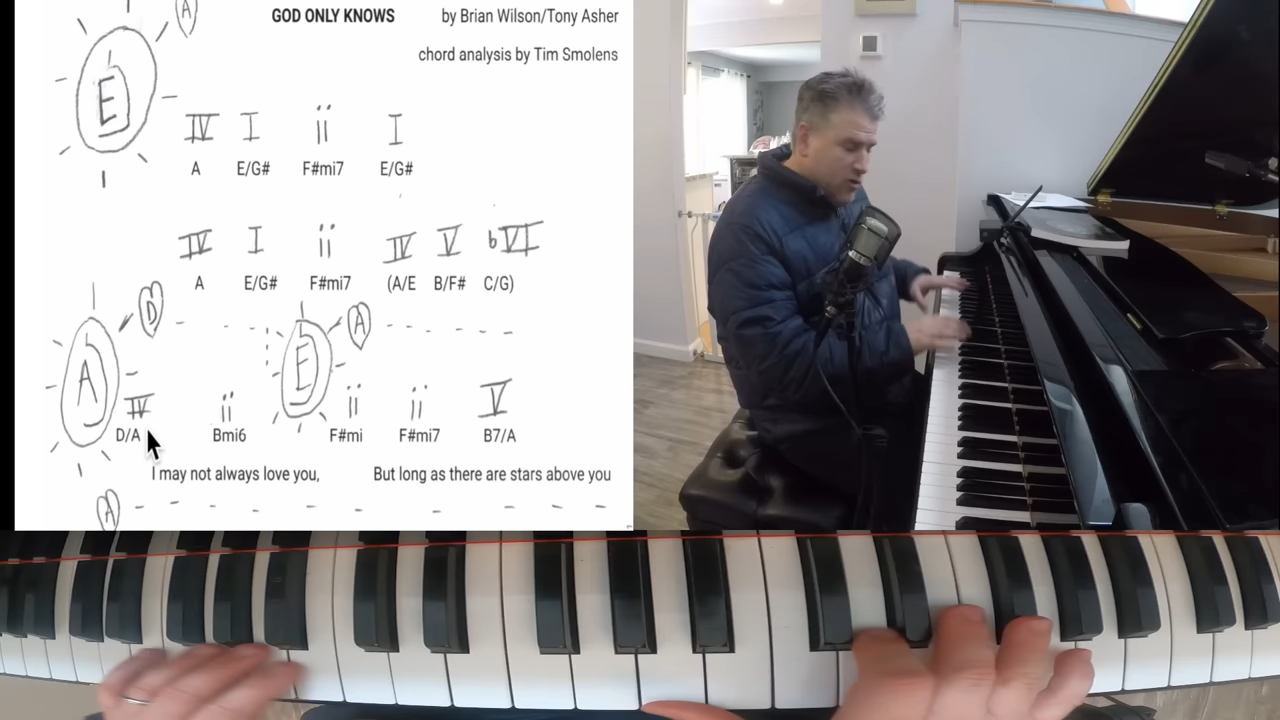 A
GOD ONLY KNOWS by Brian Wilson/Tony Asher
chord analysis by Tim Smolens
E
IV I ii I
A E/G# F#mi7 E/G#
IV I ii IV V bVI
A E/G# F#mi7 (A/E B/F# C/G)
D
A E A
IV ii ii ii V
D/A Bmi6 F#mi F#mi7 B7/A
I may not always love you, But long as there are stars above you
A